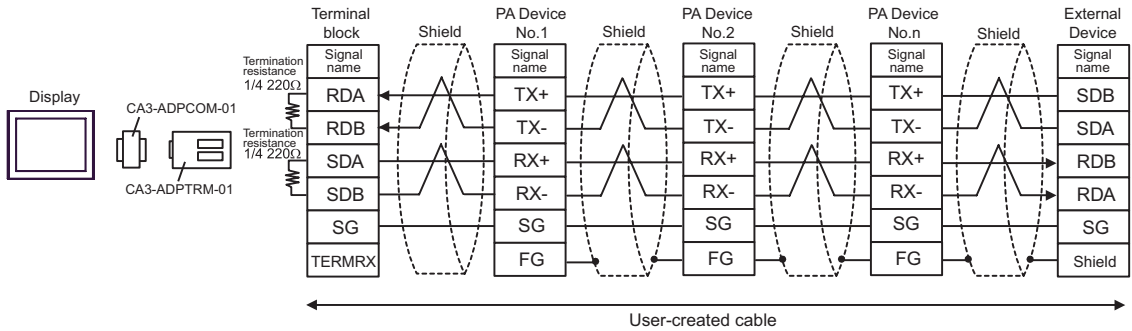 Display
CA3-ADPCOM-01
CA3-ADPTRM-01
Termination
resistance
1/4 220Ω
Termination
resistance
1/4 220Ω
Terminal
block
Signal
name
RDA
RDB
SDA
SDB
SG
TERMRX
Shield
PA Device
No.1
Signal
name
TX+
TX-
RX+
RX-
SG
FG
Shield
PA Device
No.2
Signal
name
TX+
TX-
RX+
RX-
SG
FG
Shield
PA Device
No.n
Signal
name
TX+
TX-
RX+
RX-
SG
FG
Shield
External
Device
Signal
name
SDB
SDA
RDB
RDA
SG
Shield
User-created cable